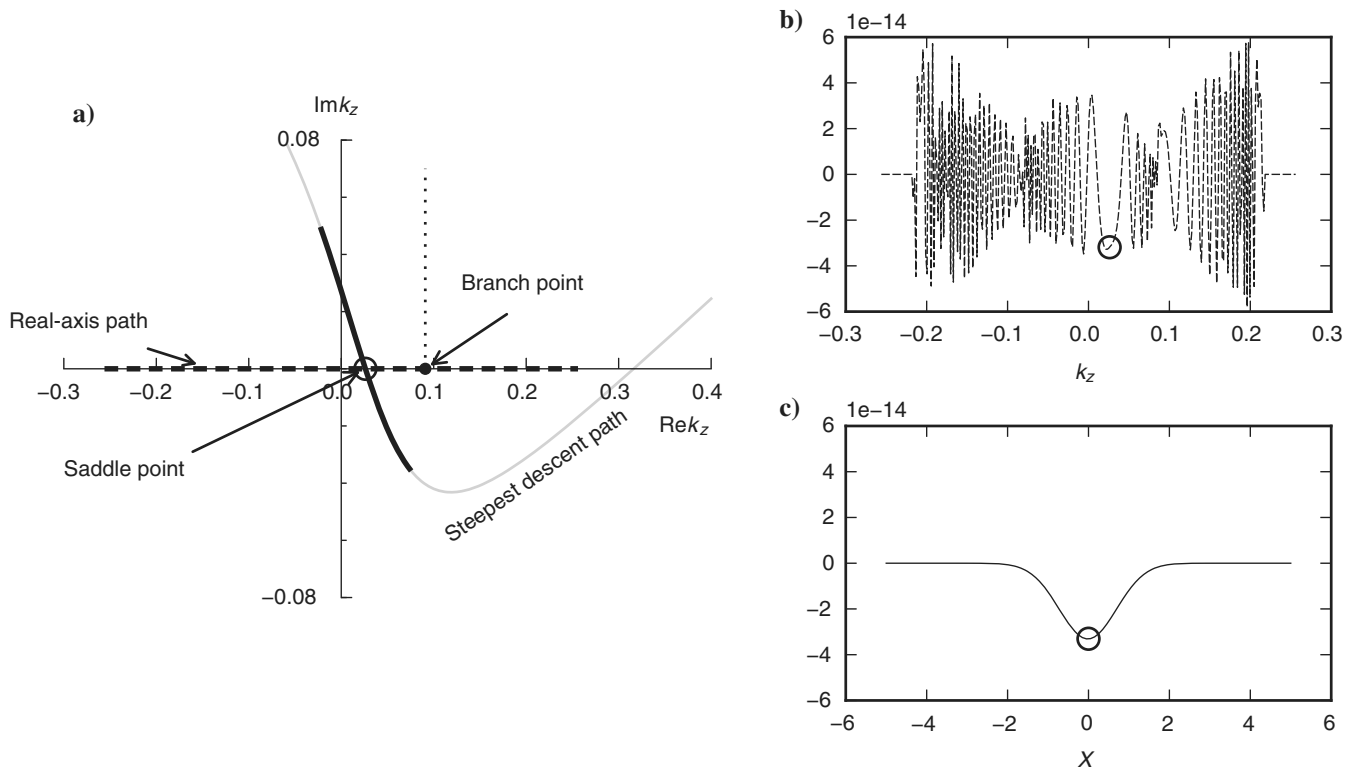 a)
Imk_z
0.08
Branch point
Real-axis path
−0.3
−0.2
−0.1
0.0
0.1
0.2
0.3
0.4
Rek_z
Saddle point
Steepest descent path
−0.08
b)
1e−14
6
4
2
0
−2
−4
−6
−0.3
−0.2
−0.1
0.0
0.1
0.2
0.3
k_z
c)
1e−14
6
4
2
0
−2
−4
−6
−6
−4
−2
0
2
4
6
X